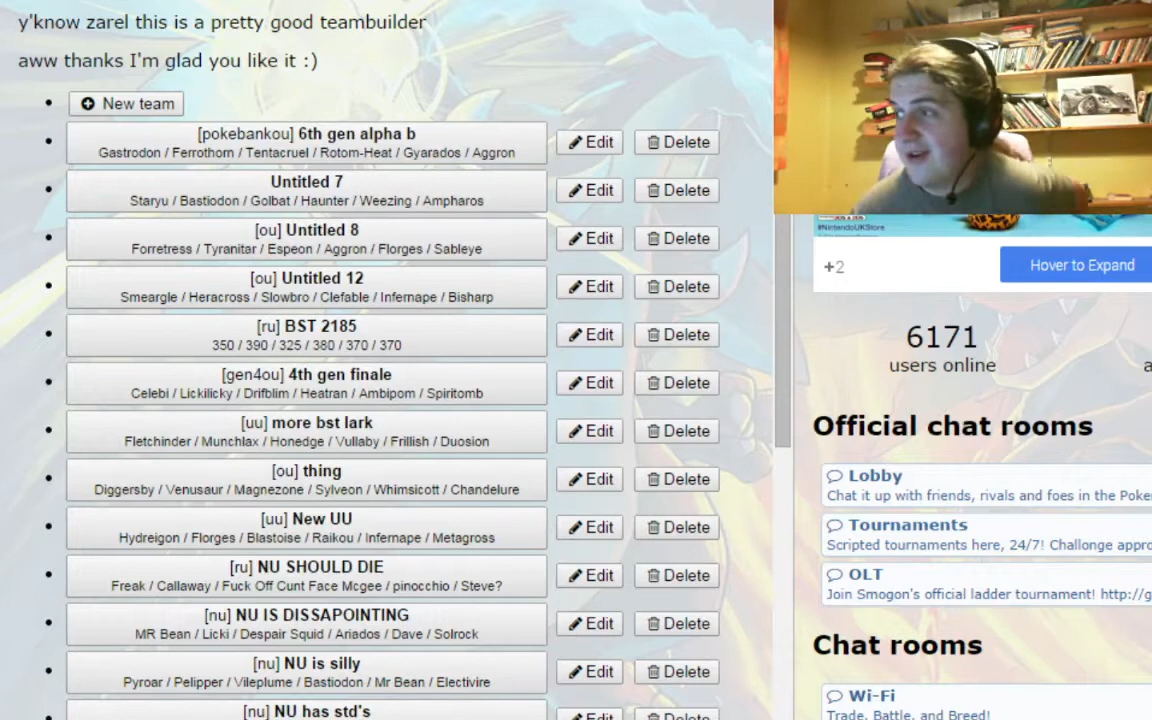 y'know zarel this is a pretty good teambuilder
aww thanks I'm glad you like it :)
New team
[pokebankou] 6th gen alpha b
Gastrodon / Ferrothorn / Tentacruel / Rotom-Heat / Gyarados / Aggron
Edit Delete
Untitled 7
Staryu / Bastiodon / Golbat / Haunter / Weezing / Ampharos
Edit Delete
[ou] Untitled 8
Forretress / Tyranitar / Espeon / Aggron / Florges / Sableye
Edit Delete
[ou] Untitled 12
Smeargle / Heracross / Slowbro / Clefable / Infernape / Bisharp
Edit Delete
[ru] BST 2185
350 / 390 / 325 / 380 / 370 / 370
Edit Delete
[gen4ou] 4th gen finale
Celebi / Lickilicky / Drifblim / Heatran / Ambipom / Spiritomb
Edit Delete
[uu] more bst lark
Fletchinder / Munchlax / Honedge / Vullaby / Frillish / Duosion
Edit Delete
[ou] thing
Diggersby / Venusaur / Magnezone / Sylveon / Whimsicott / Chandelure
Edit Delete
[uu] New UU
Hydreigon / Florges / Blastoise / Raikou / Infernape / Metagross
Edit Delete
[ru] NU SHOULD DIE
Freak / Callaway / Fuck Off Cunt Face Mcgee / pinocchio / Steve?
Edit Delete
[nu] NU IS DISSAPOINTING
MR Bean / Licki / Despair Squid / Ariados / Dave / Solrock
Edit Delete
[nu] NU is silly
Pyroar / Pelipper / Vileplume / Bastiodon / Mr Bean / Electivire
Edit Delete
[nu] NU has std's
Edit Delete
#NintendoUKStore
+2
Hover to Expand
6171
users online
a
Official chat rooms
Lobby
Chat it up with friends, rivals and foes in the Poke
Tournaments
Scripted tournaments here, 24/7! Challonge appro
OLT
Join Smogon's official ladder tournament! http://g
Chat rooms
Wi-Fi
Trade, Battle, and Breed!